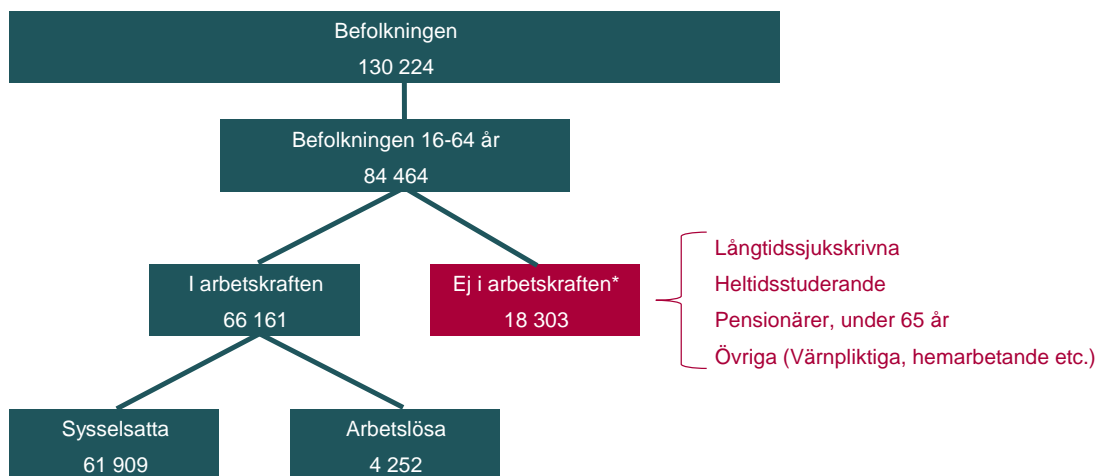 Befolkningen
130 224
Befolkningen 16-64 år
84 464
I arbetskraften
66 161
Ej i arbetskraften*
18 303
Långtidssjukskrivna
Heltidsstuderande
Pensionärer, under 65 år
Övriga (Värnpliktiga, hemarbetande etc.)
Sysselsatta
61 909
Arbetslösa
4 252